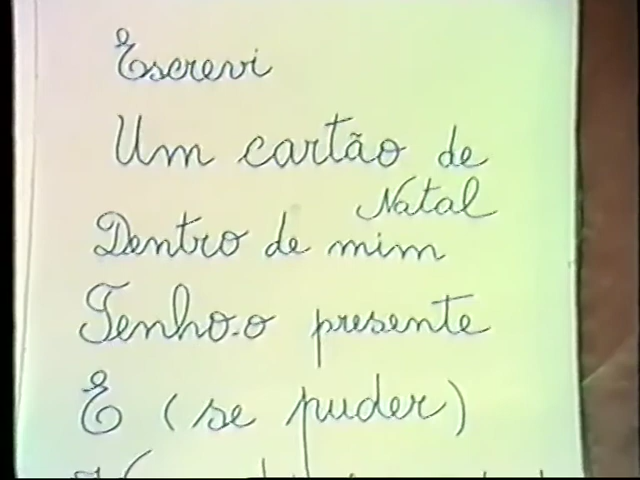 Escrevi
Um cartão de
Natal
Dentro de mim
Tenho-o presente
E (se puder)